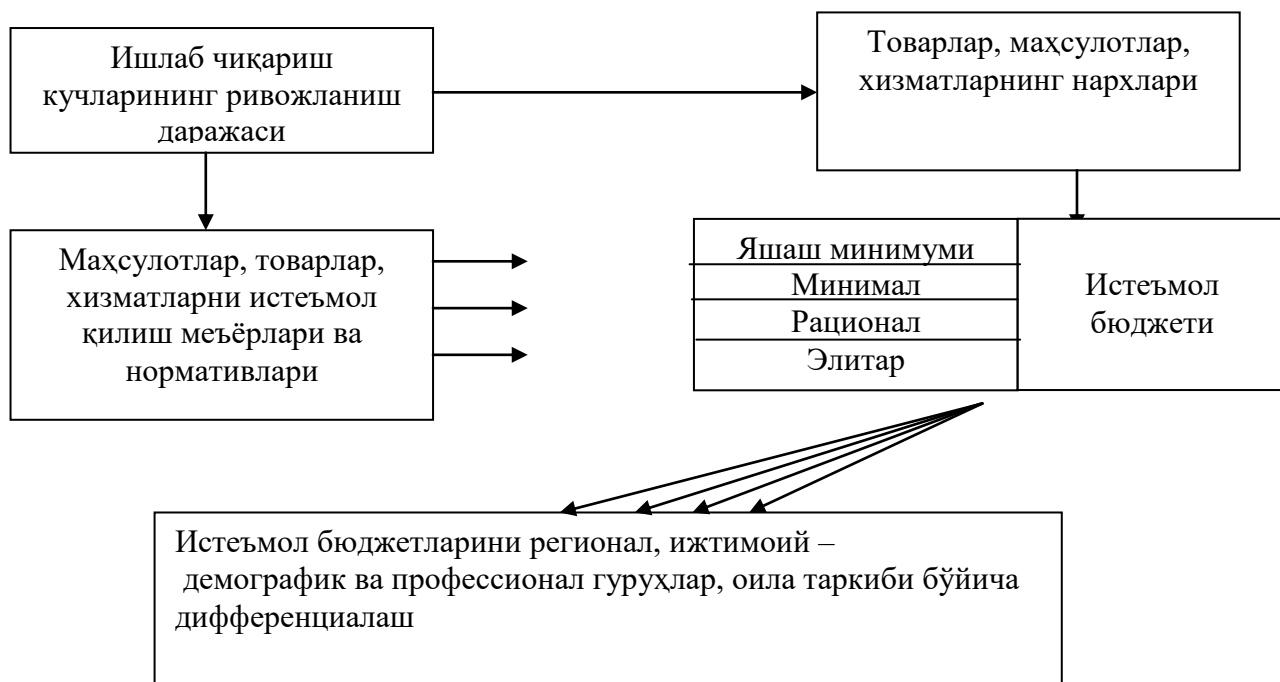 Ишлаб чиқариш
кучларининг ривожланиш
даражаси
Товарлар, маҳсулотлар,
хизматларнинг нархлари
Маҳсулотлар, товарлар,
хизматларни истеъмол
қилиш меъёрлари ва
нормативлари
Яшаш минимуми
Минимал
Рационал
Элитар
Истеъмол
бюджети
Истеъмол бюджетларини регионал, ижтимоий –
демографик ва профессионал гуруҳлар, оила таркиби бўйича
дифференциалаш